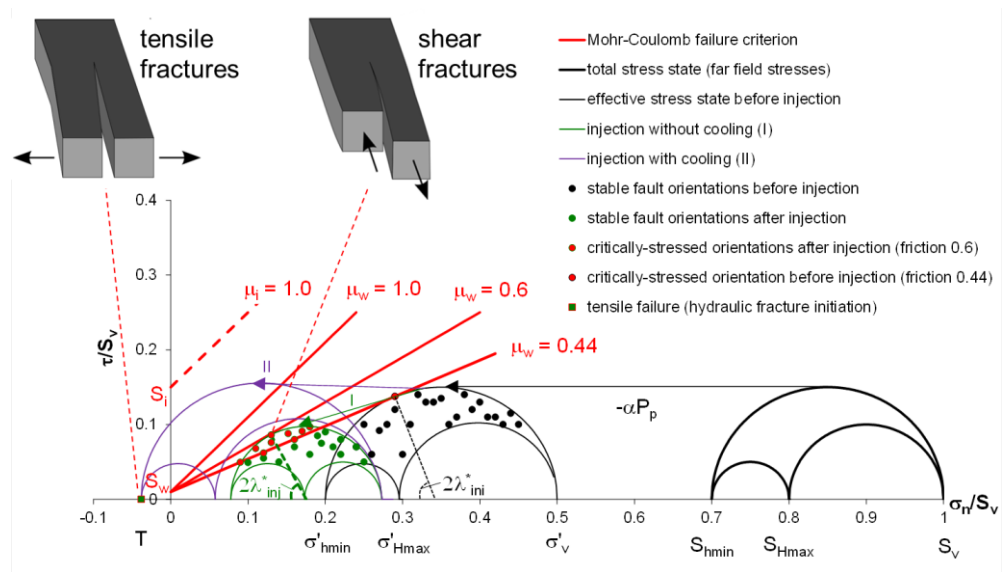 tensile
fractures
shear
fractures
Mohr-Coulomb failure criterion
total stress state (far field stresses)
effective stress state before injection
injection without cooling (I)
injection with cooling (II)
stable fault orientations before injection
stable fault orientations after injection
critically-stressed orientations after injection (friction 0.6)
critically-stressed orientation before injection (friction 0.44)
tensile failure (hydraulic fracture initiation)
0.4
0.3
0.2
0.1
0
τ/Sᵥ
μᵢ = 1.0
μ_w = 1.0
μ_w = 0.6
μ_w = 0.44
Sᵢ
S_w
II
I
-αPₚ
2λ*ᵢₙⱼ
2λ*ᵢₙⱼ
σₙ/Sᵥ
-0.1
0
0.1
0.2
0.3
0.4
0.5
0.6
0.7
0.8
0.9
1
T
σ'hmin
σ'Hmax
σ'ᵥ
Shmin
SHmax
Sᵥ